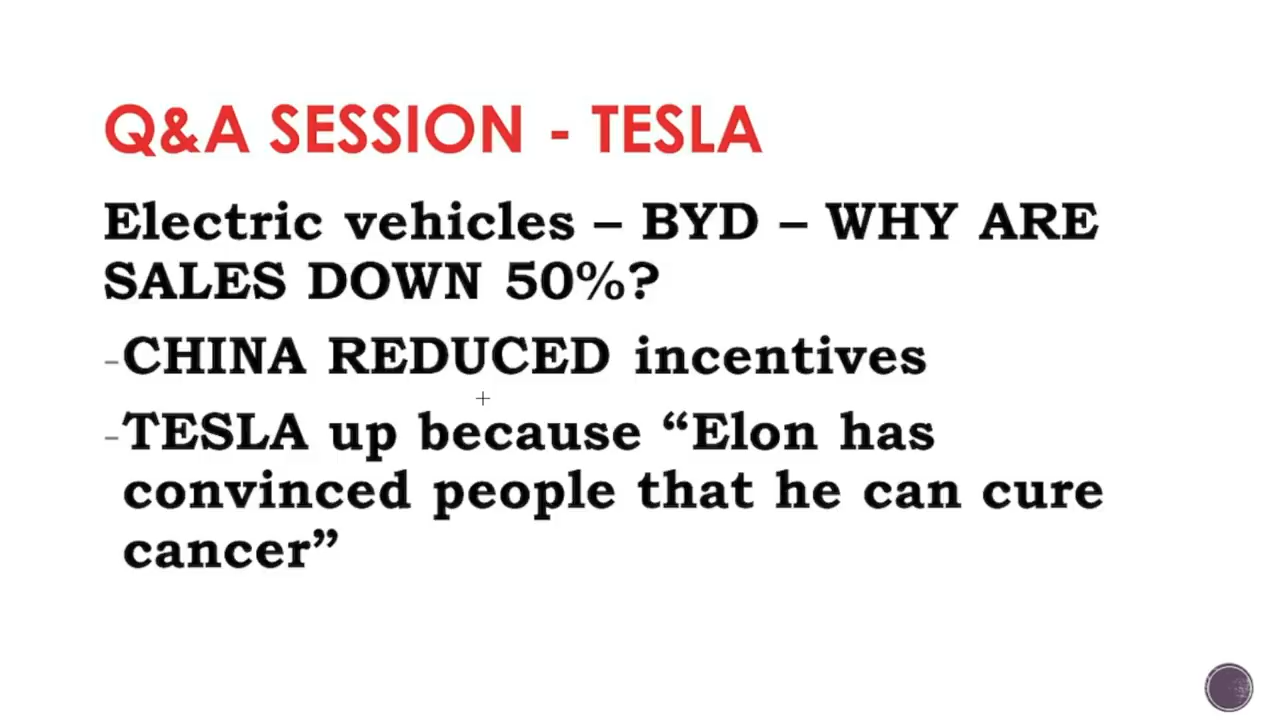 Q&A SESSION - TESLA
Electric vehicles – BYD – WHY ARE
SALES DOWN 50%?
-CHINA REDUCED incentives
-TESLA up because “Elon has
convinced people that he can cure
cancer”